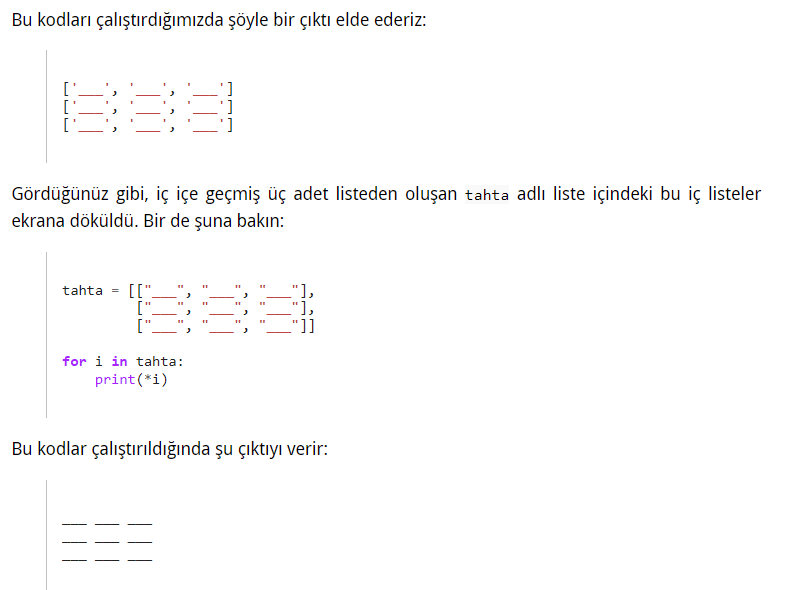 Bu kodları çalıştırdığımızda şöyle bir çıktı elde ederiz:
['___', '___', '___']
['___', '___', '___']
['___', '___', '___']
Gördüğünüz gibi, iç içe geçmiş üç adet listeden oluşan tahta adlı liste içindeki bu iç listeler
ekrana döküldü. Bir de şuna bakın:
tahta = [["___", "___", "___"],
         ["___", "___", "___"],
         ["___", "___", "___"]]
for i in tahta:
    print(*i)
Bu kodlar çalıştırıldığında şu çıktıyı verir:
___ ___ ___
___ ___ ___
___ ___ ___